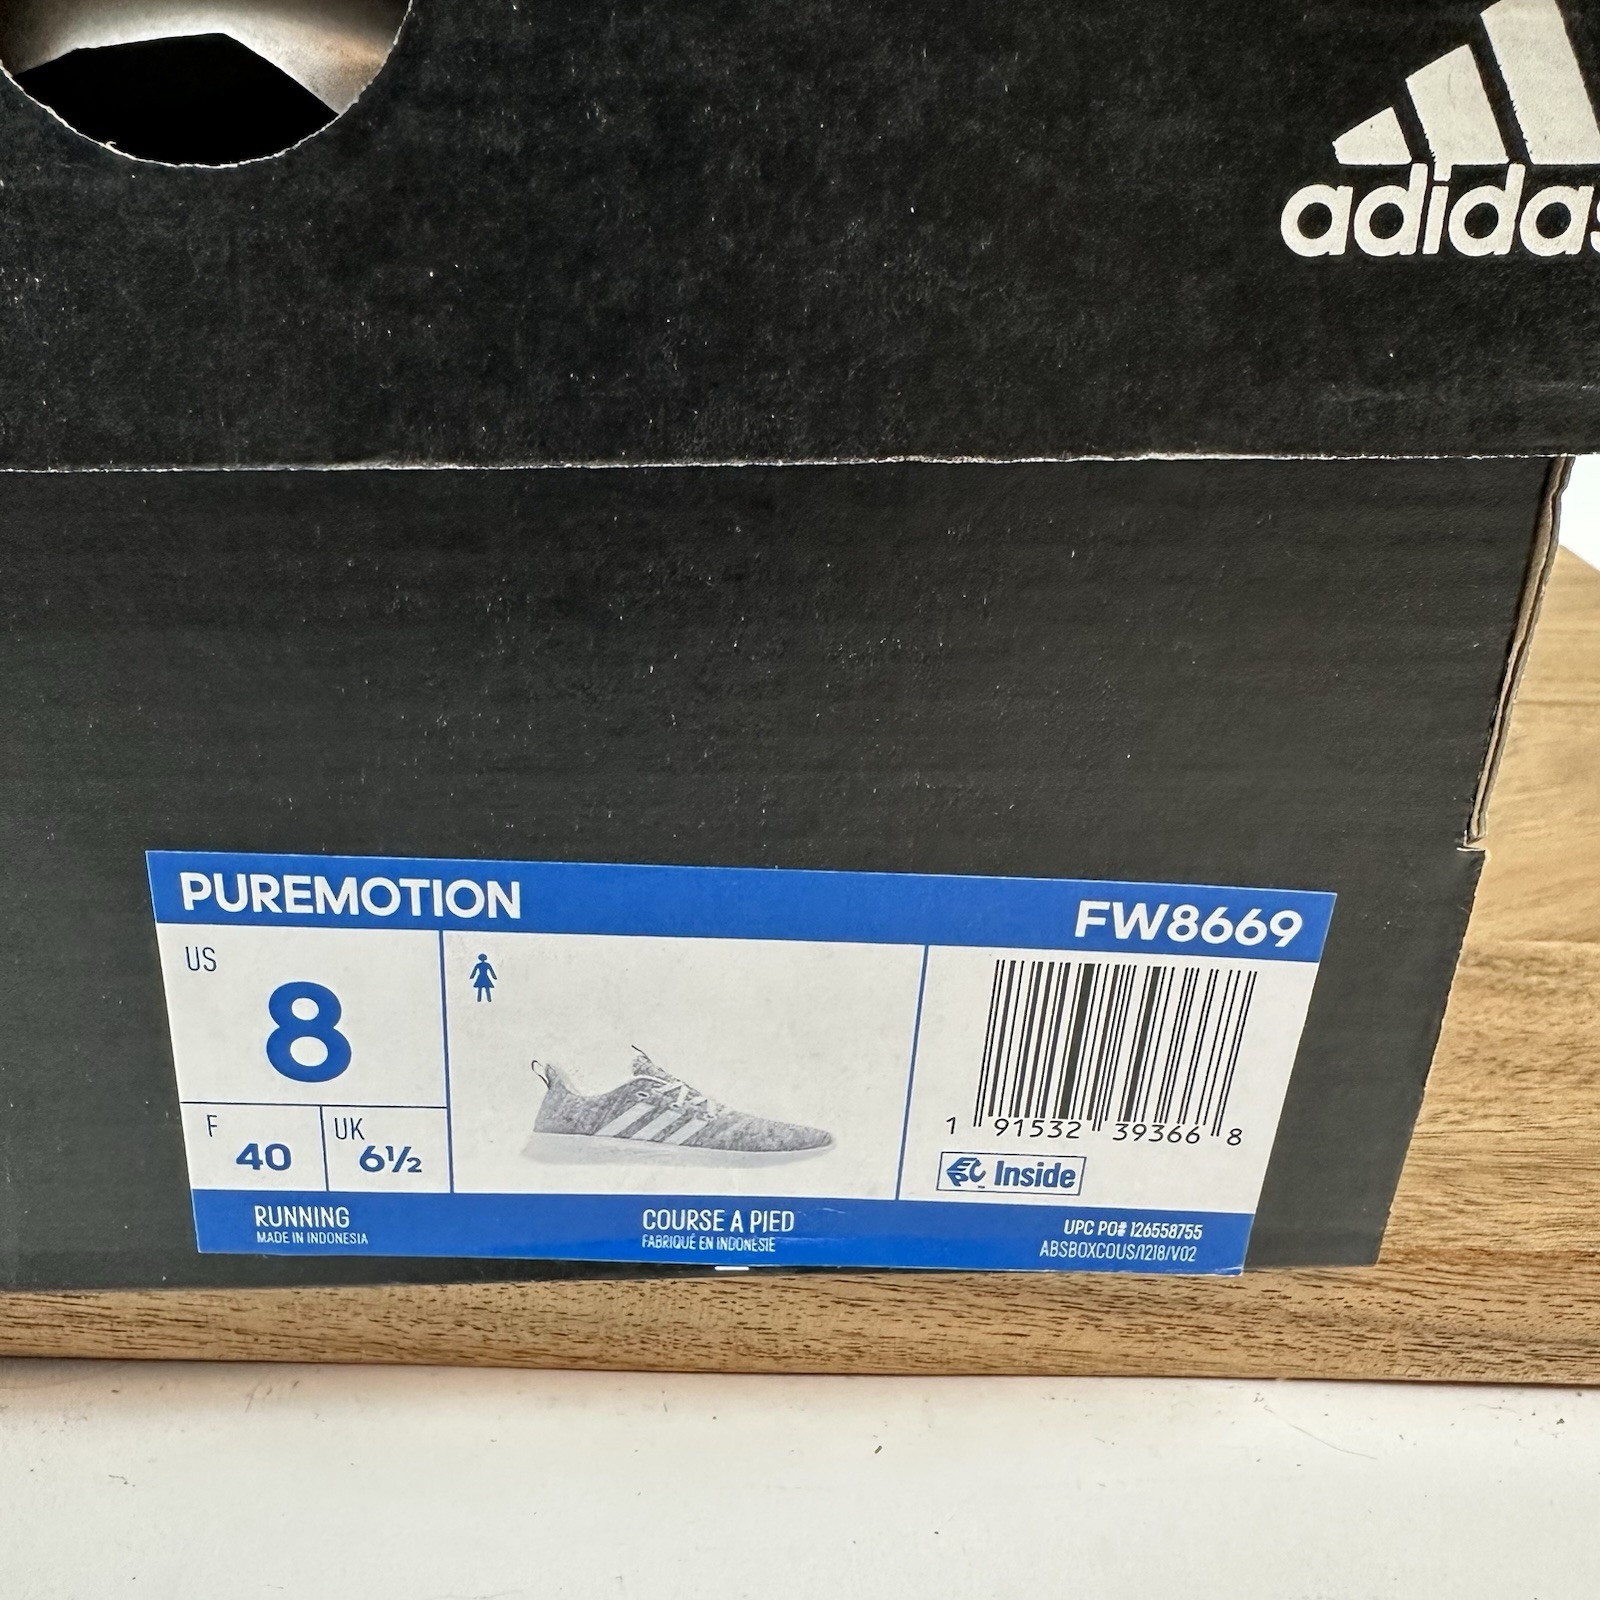 adidas
PUREMOTION
FW8669
US
8
F
40
UK
6½
1 91532 39366 8
EPC Inside
RUNNING
MADE IN INDONESIA
COURSE A PIED
FABRIQUÉ EN INDONÉSIE
UPC PO# 126558755
ABSBOXCOUS/1218/V02